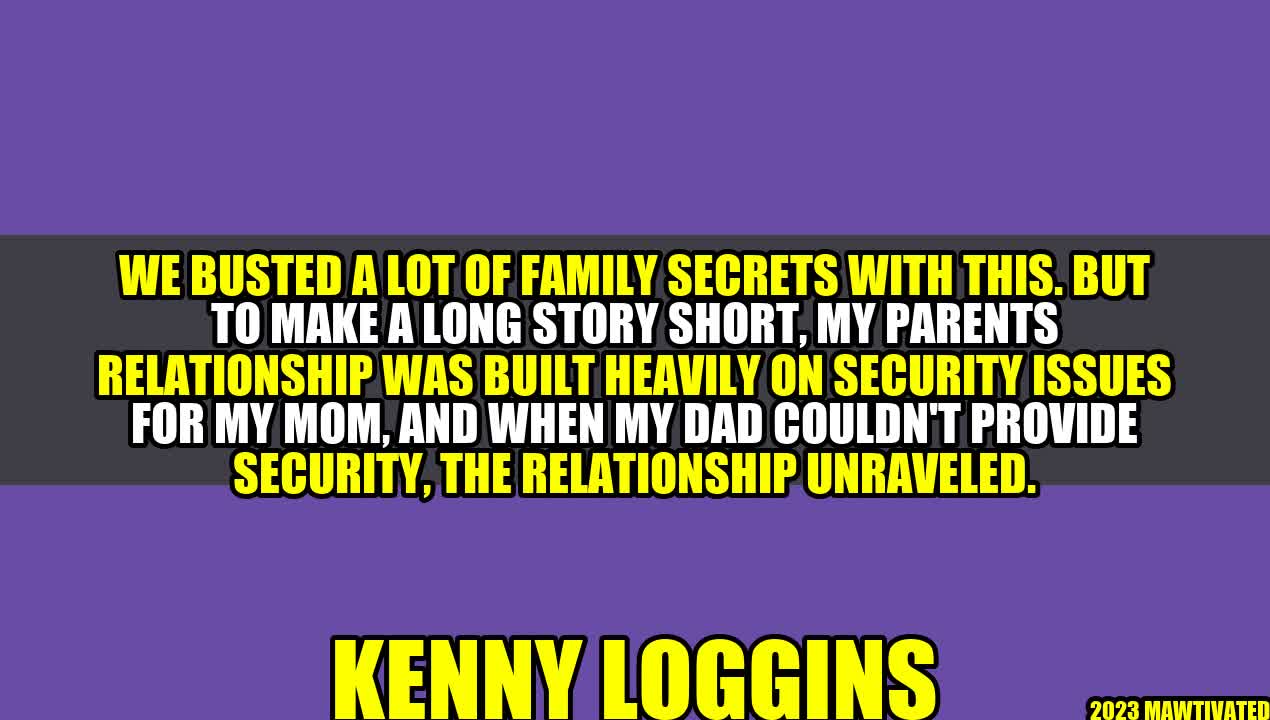 WE BUSTED A LOT OF FAMILY SECRETS WITH THIS. BUT
TO MAKE A LONG STORY SHORT, MY PARENTS
RELATIONSHIP WAS BUILT HEAVILY ON SECURITY ISSUES
FOR MY MOM, AND WHEN MY DAD COULDN'T PROVIDE
SECURITY, THE RELATIONSHIP UNRAVELED.
KENNY LOGGINS
2023 MAWTIVATED